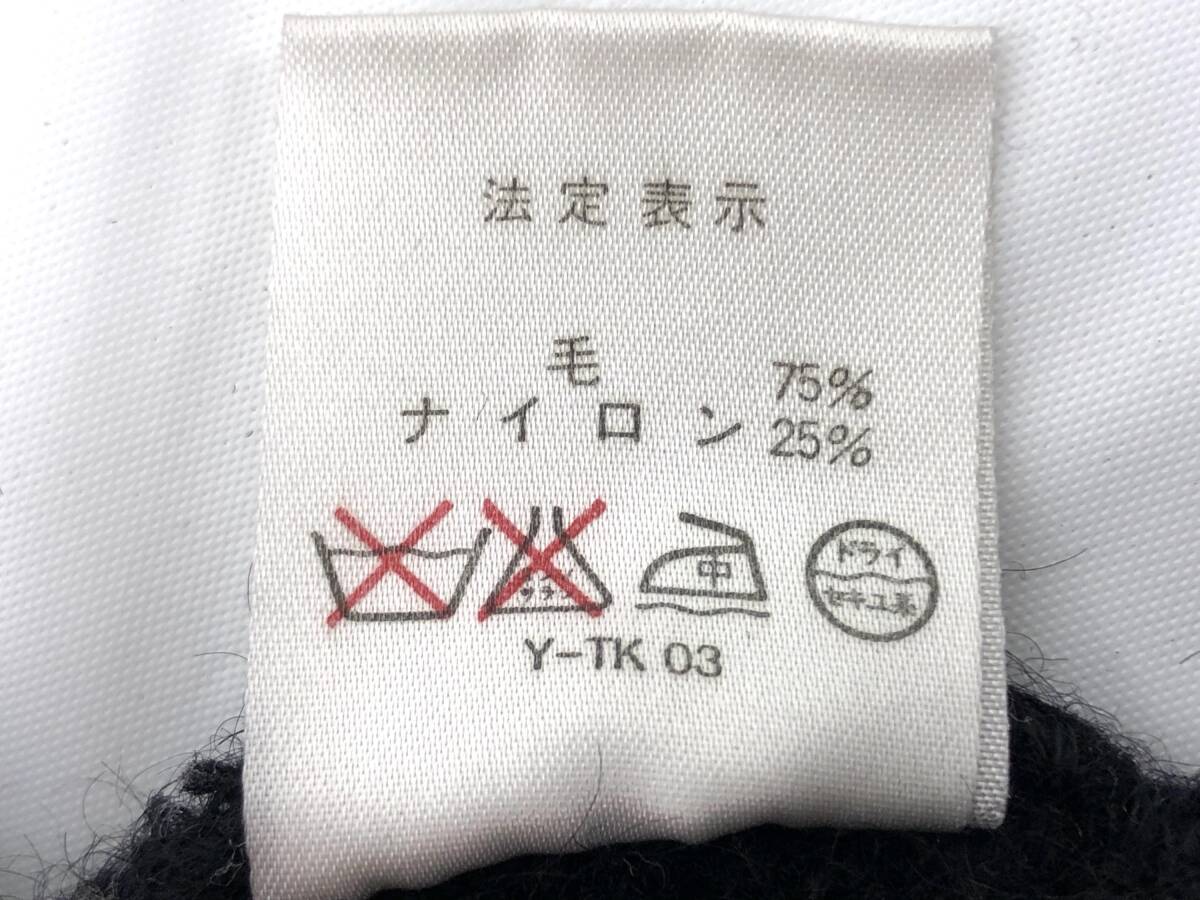 法定表示
毛 75%
ナイロン 25%
中
ドライ
セキユ系
Y-TK 03